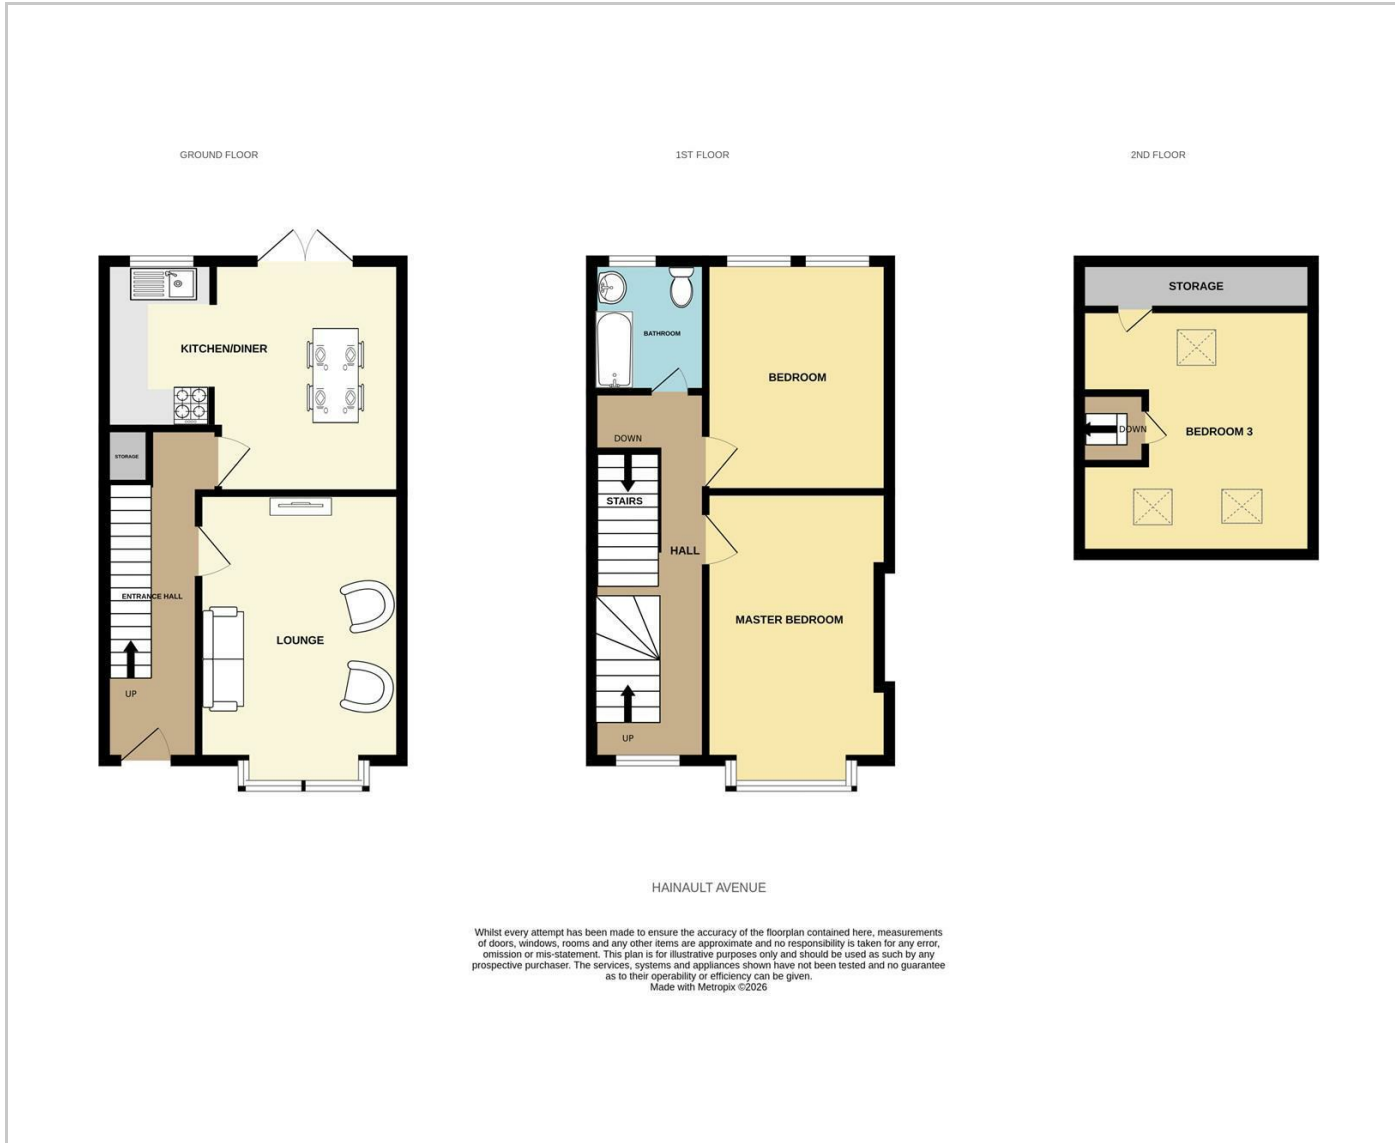 GROUND FLOOR
KITCHEN/DINER
STORAGE
ENTRANCE HALL
LOUNGE
UP
1ST FLOOR
BATHROOM
BEDROOM
DOWN
STAIRS
HALL
MASTER BEDROOM
UP
2ND FLOOR
STORAGE
DOWN
BEDROOM 3
HAINAULT AVENUE
Whilst every attempt has been made to ensure the accuracy of the floorplan contained here, measurements
of doors, windows, rooms and any other items are approximate and no responsibility is taken for any error,
omission or mis-statement. This plan is for illustrative purposes only and should be used as such by any
prospective purchaser. The services, systems and appliances shown have not been tested and no guarantee
as to their operability or efficiency can be given.
Made with Metropix ©2026